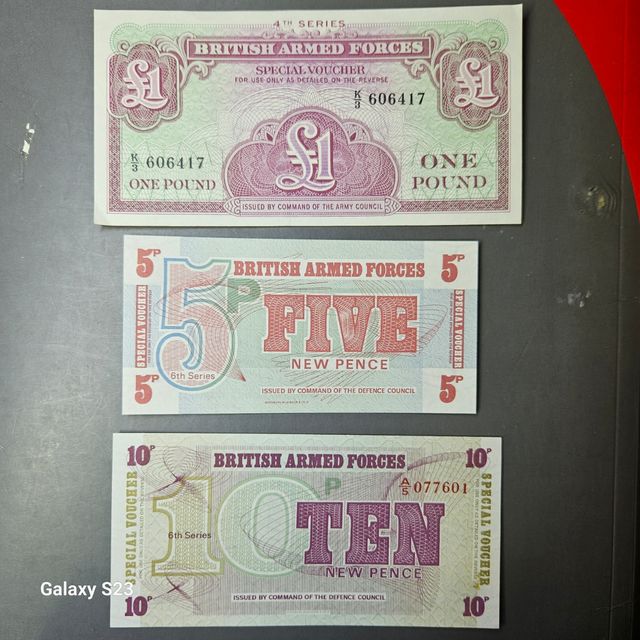 4TH SERIES
BRITISH ARMED FORCES
£1 £1
SPECIAL VOUCHER
FOR USE ONLY AS DETAILED ON THE REVERSE
K/3 606417
£1
K/3 606417
ONE POUND
ONE
POUND
ISSUED BY COMMAND OF THE ARMY COUNCIL
5P 5P
BRITISH ARMED FORCES
SPECIAL VOUCHER
5P FIVE
SPECIAL VOUCHER
NEW PENCE
6th Series
5P 5P
ISSUED BY COMMAND OF THE DEFENCE COUNCIL
10P 10P
BRITISH ARMED FORCES
A/5 077601
SPECIAL VOUCHER
10P TEN
SPECIAL VOUCHER
6th Series
NEW PENCE
ISSUED BY COMMAND OF THE DEFENCE COUNCIL
10P 10P
Galaxy S23